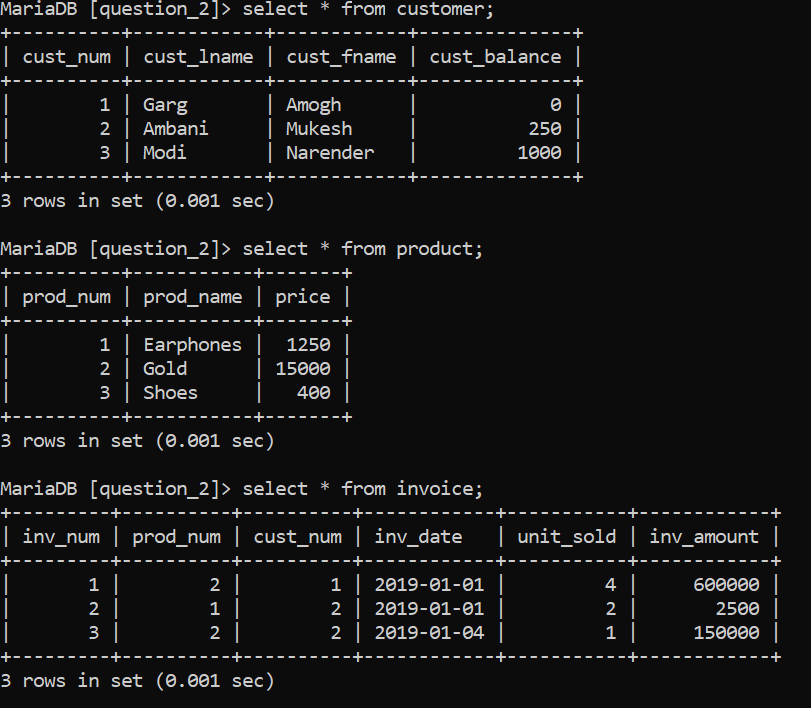 MariaDB [question_2]> select * from customer;
+----------+------------+------------+--------------+
| cust_num | cust_lname | cust_fname | cust_balance |
+----------+------------+------------+--------------+
|        1 | Garg       | Amogh      |            0 |
|        2 | Ambani     | Mukesh     |          250 |
|        3 | Modi       | Narender   |         1000 |
+----------+------------+------------+--------------+
3 rows in set (0.001 sec)

MariaDB [question_2]> select * from product;
+----------+-----------+-------+
| prod_num | prod_name | price |
+----------+-----------+-------+
|        1 | Earphones |  1250 |
|        2 | Gold      | 15000 |
|        3 | Shoes     |   400 |
+----------+-----------+-------+
3 rows in set (0.001 sec)

MariaDB [question_2]> select * from invoice;
+---------+----------+----------+------------+-----------+------------+
| inv_num | prod_num | cust_num | inv_date   | unit_sold | inv_amount |
+---------+----------+----------+------------+-----------+------------+
|       1 |        2 |        1 | 2019-01-01 |         4 |     600000 |
|       2 |        1 |        2 | 2019-01-01 |         2 |       2500 |
|       3 |        2 |        2 | 2019-01-04 |         1 |     150000 |
+---------+----------+----------+------------+-----------+------------+
3 rows in set (0.001 sec)